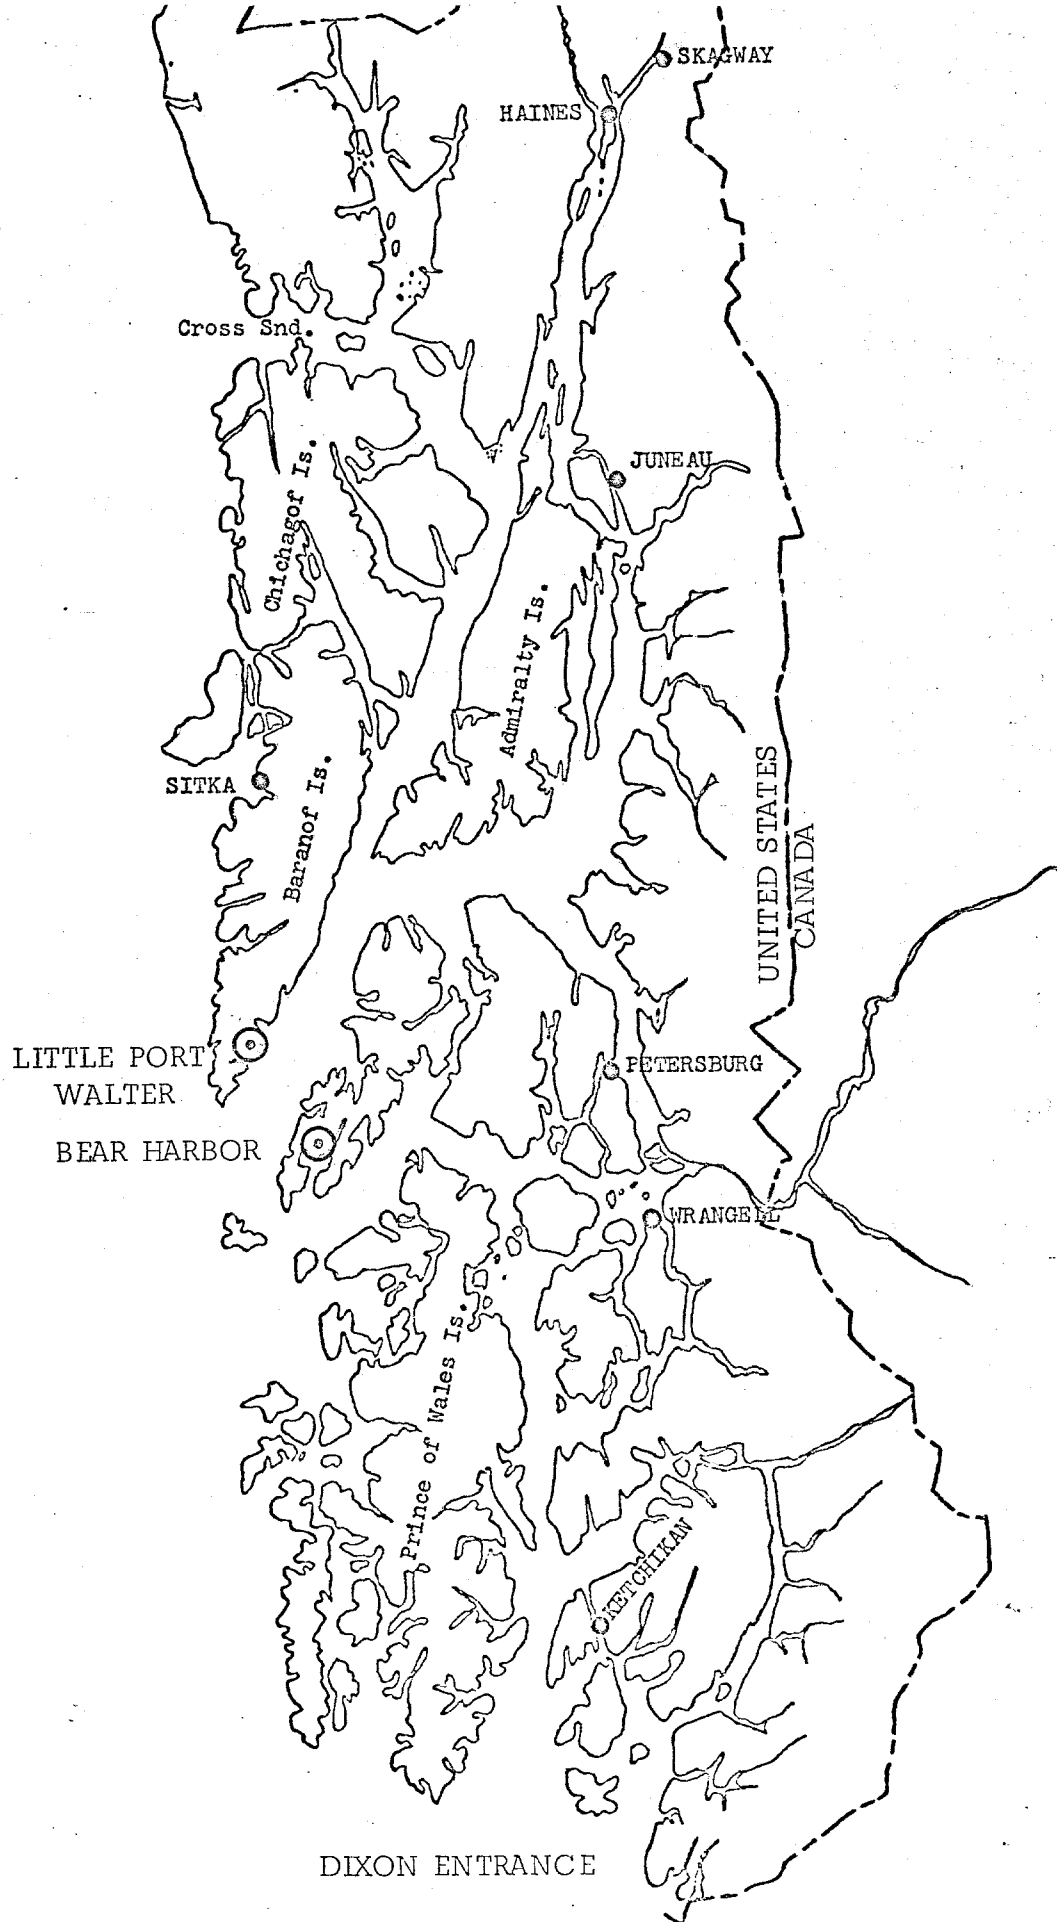 SKAGWAY
HAINES
Cross Snd.
JUNEAU
Chichagof Is.
Admiralty Is.
SITKA
Baranof Is.
UNITED STATES
CANADA
LITTLE PORT
WALTER
PETERSBURG
BEAR HARBOR
WRANGELL
Prince of Wales Is.
KETCHIKAN
DIXON ENTRANCE